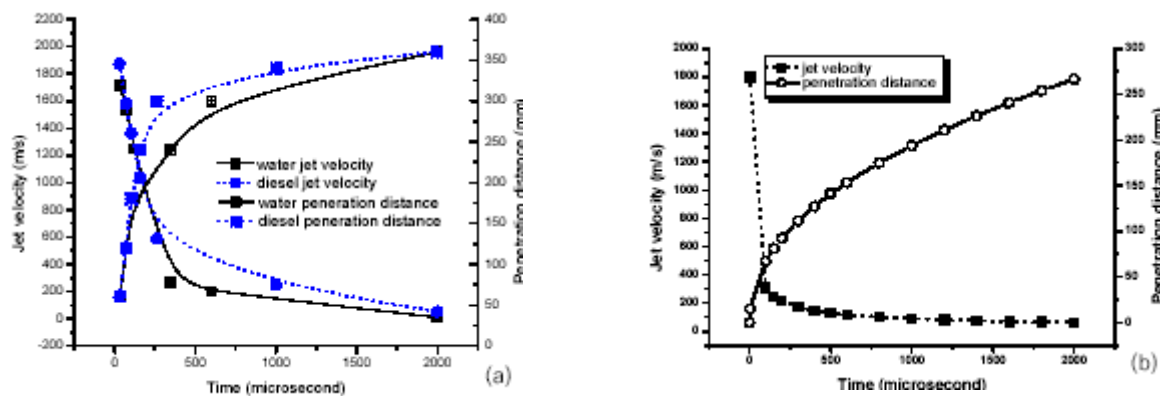 2200
2000
1800
1600
1400
1200
1000
800
600
400
200
0
-200
Jet velocity (m/s)
400
350
300
250
200
150
100
50
0
Penetration distance (mm)
water jet velocity
diesel jet velocity
water peneration distance
diesel peneration distance
0 500 1000 1500 2000
Time (microsecond)
(a)
2000
1800
1600
1400
1200
1000
800
600
400
200
0
Jet velocity (m/s)
300
250
200
150
100
50
0
Penetration distance (mm)
jet velocity
penetration distance
0 500 1000 1500 2000
Time (microsecond)
(b)